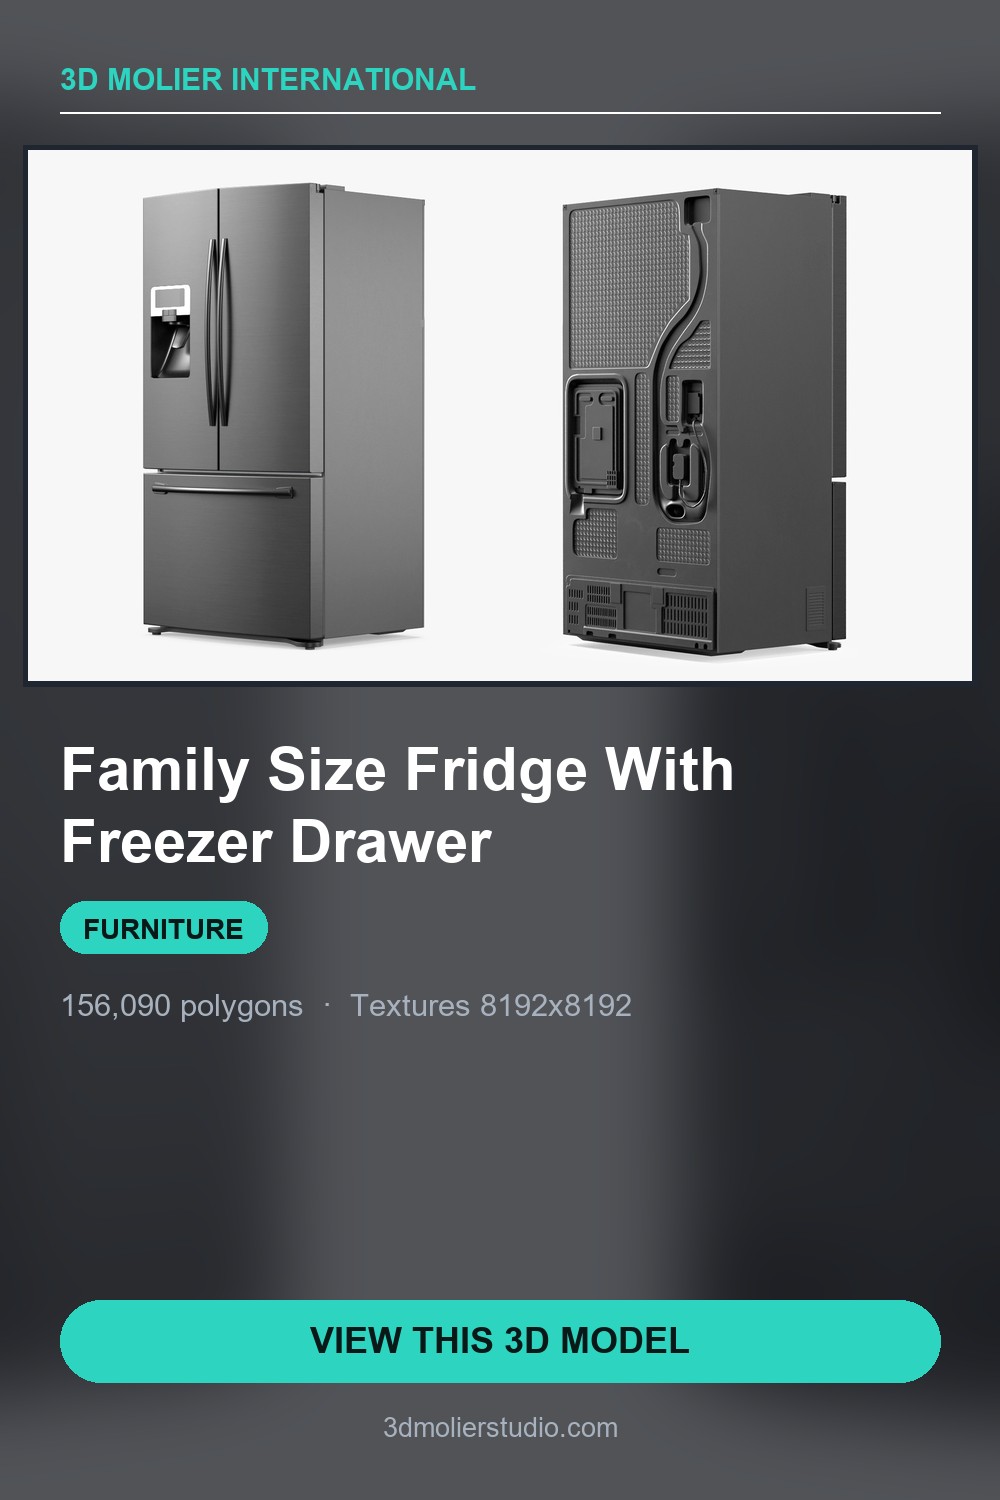 3D MOLIER INTERNATIONAL
Family Size Fridge With
Freezer Drawer
FURNITURE
156,090 polygons · Textures 8192x8192
VIEW THIS 3D MODEL
3dmolierstudio.com